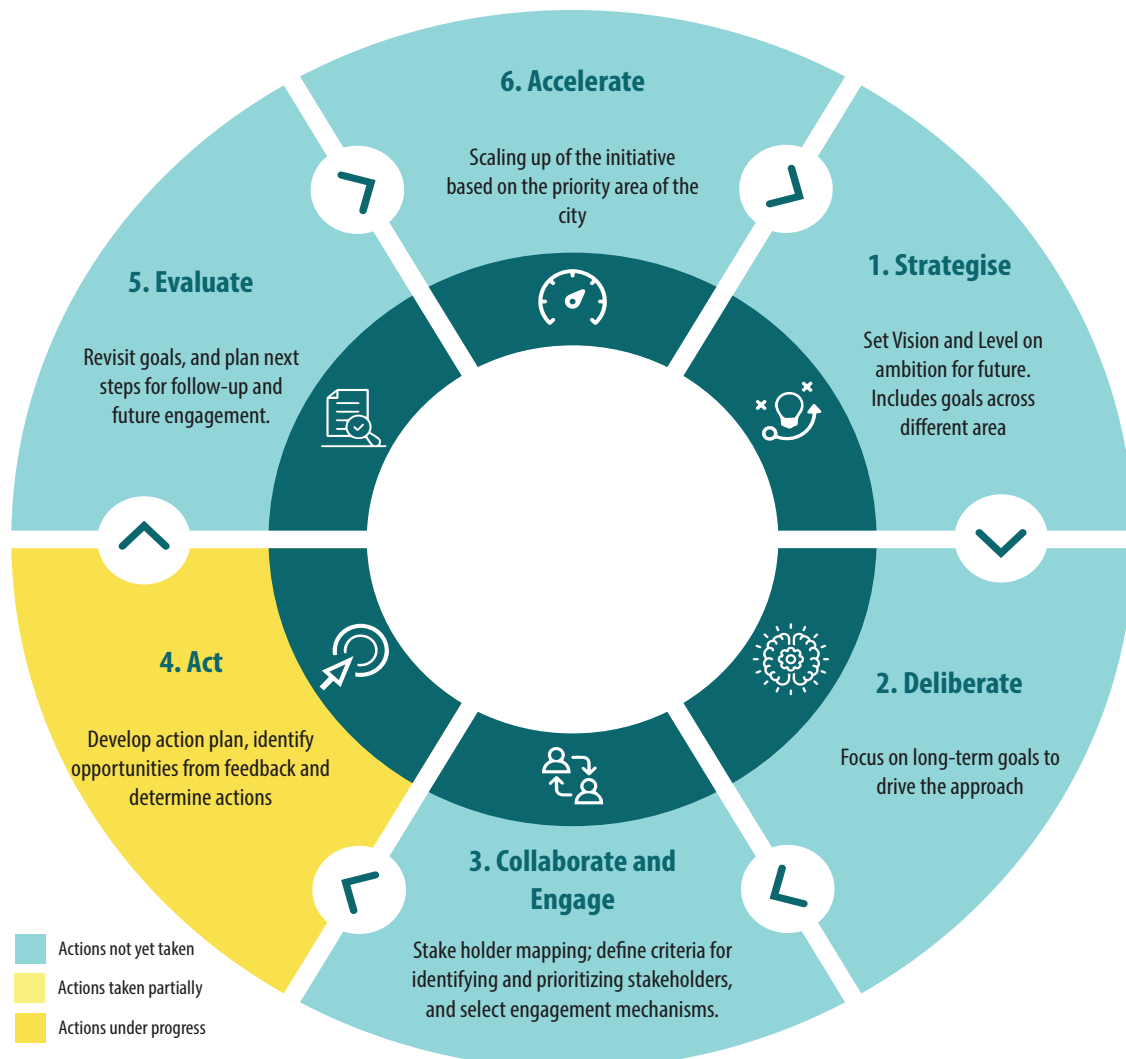 6. Accelerate
Scaling up of the initiative
based on the priority area of the
city
1. Strategise
Set Vision and Level on
ambition for future.
Includes goals across
different area
2. Deliberate
Focus on long-term goals to
drive the approach
3. Collaborate and
Engage
Stake holder mapping; define criteria for
identifying and prioritizing stakeholders,
and select engagement mechanisms.
4. Act
Develop action plan, identify
opportunities from feedback and
determine actions
5. Evaluate
Revisit goals, and plan next
steps for follow-up and
future engagement.
Actions not yet taken
Actions taken partially
Actions under progress